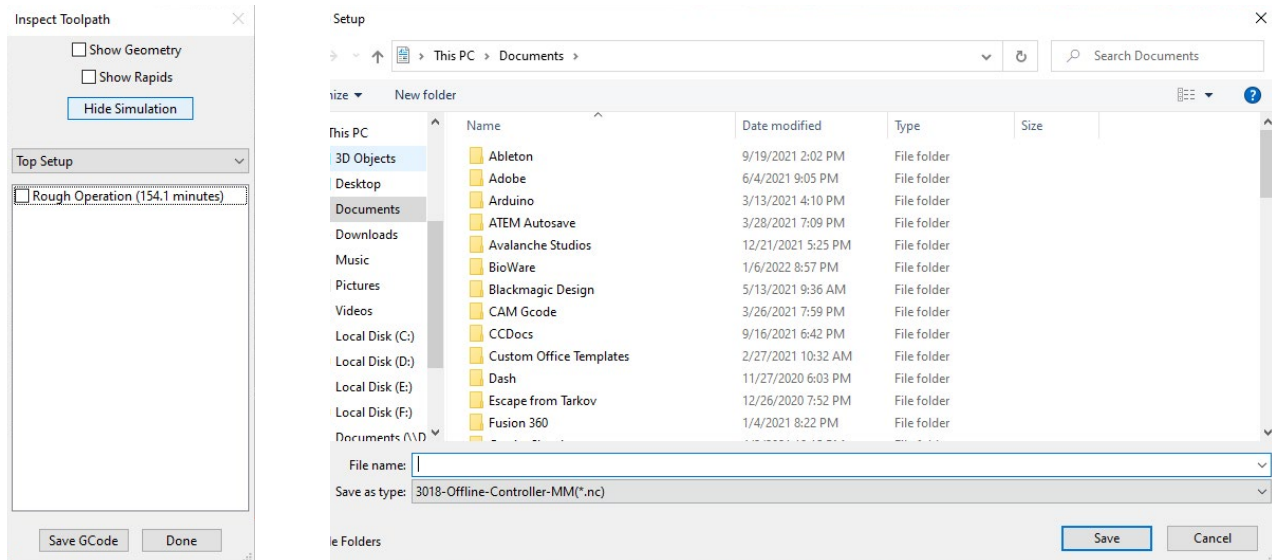 Inspect Toolpath
Show Geometry
Show Rapids
Hide Simulation
Top Setup
Rough Operation (154.1 minutes)
Save GCode Done
Setup
This PC > Documents >
Search Documents
nize New folder
Name Date modified Type Size
This PC
3D Objects
Desktop
Documents
Downloads
Music
Pictures
Videos
Local Disk (C:)
Local Disk (D:)
Local Disk (E:)
Local Disk (F:)
Documents (\\D
Ableton 9/19/2021 2:02 PM File folder
Adobe 6/4/2021 9:05 PM File folder
Arduino 3/13/2021 4:10 PM File folder
ATEM Autosave 3/28/2021 7:09 PM File folder
Avalanche Studios 12/21/2021 5:25 PM File folder
BioWare 1/6/2022 8:57 PM File folder
Blackmagic Design 5/13/2021 9:36 AM File folder
CAM Gcode 3/26/2021 7:59 PM File folder
CCDocs 9/16/2021 6:42 PM File folder
Custom Office Templates 2/27/2021 10:32 AM File folder
Dash 11/27/2020 6:03 PM File folder
Escape from Tarkov 12/26/2020 7:52 PM File folder
Fusion 360 1/4/2021 8:22 PM File folder
File name:
Save as type: 3018-Offline-Controller-MM(*.nc)
le Folders
Save Cancel